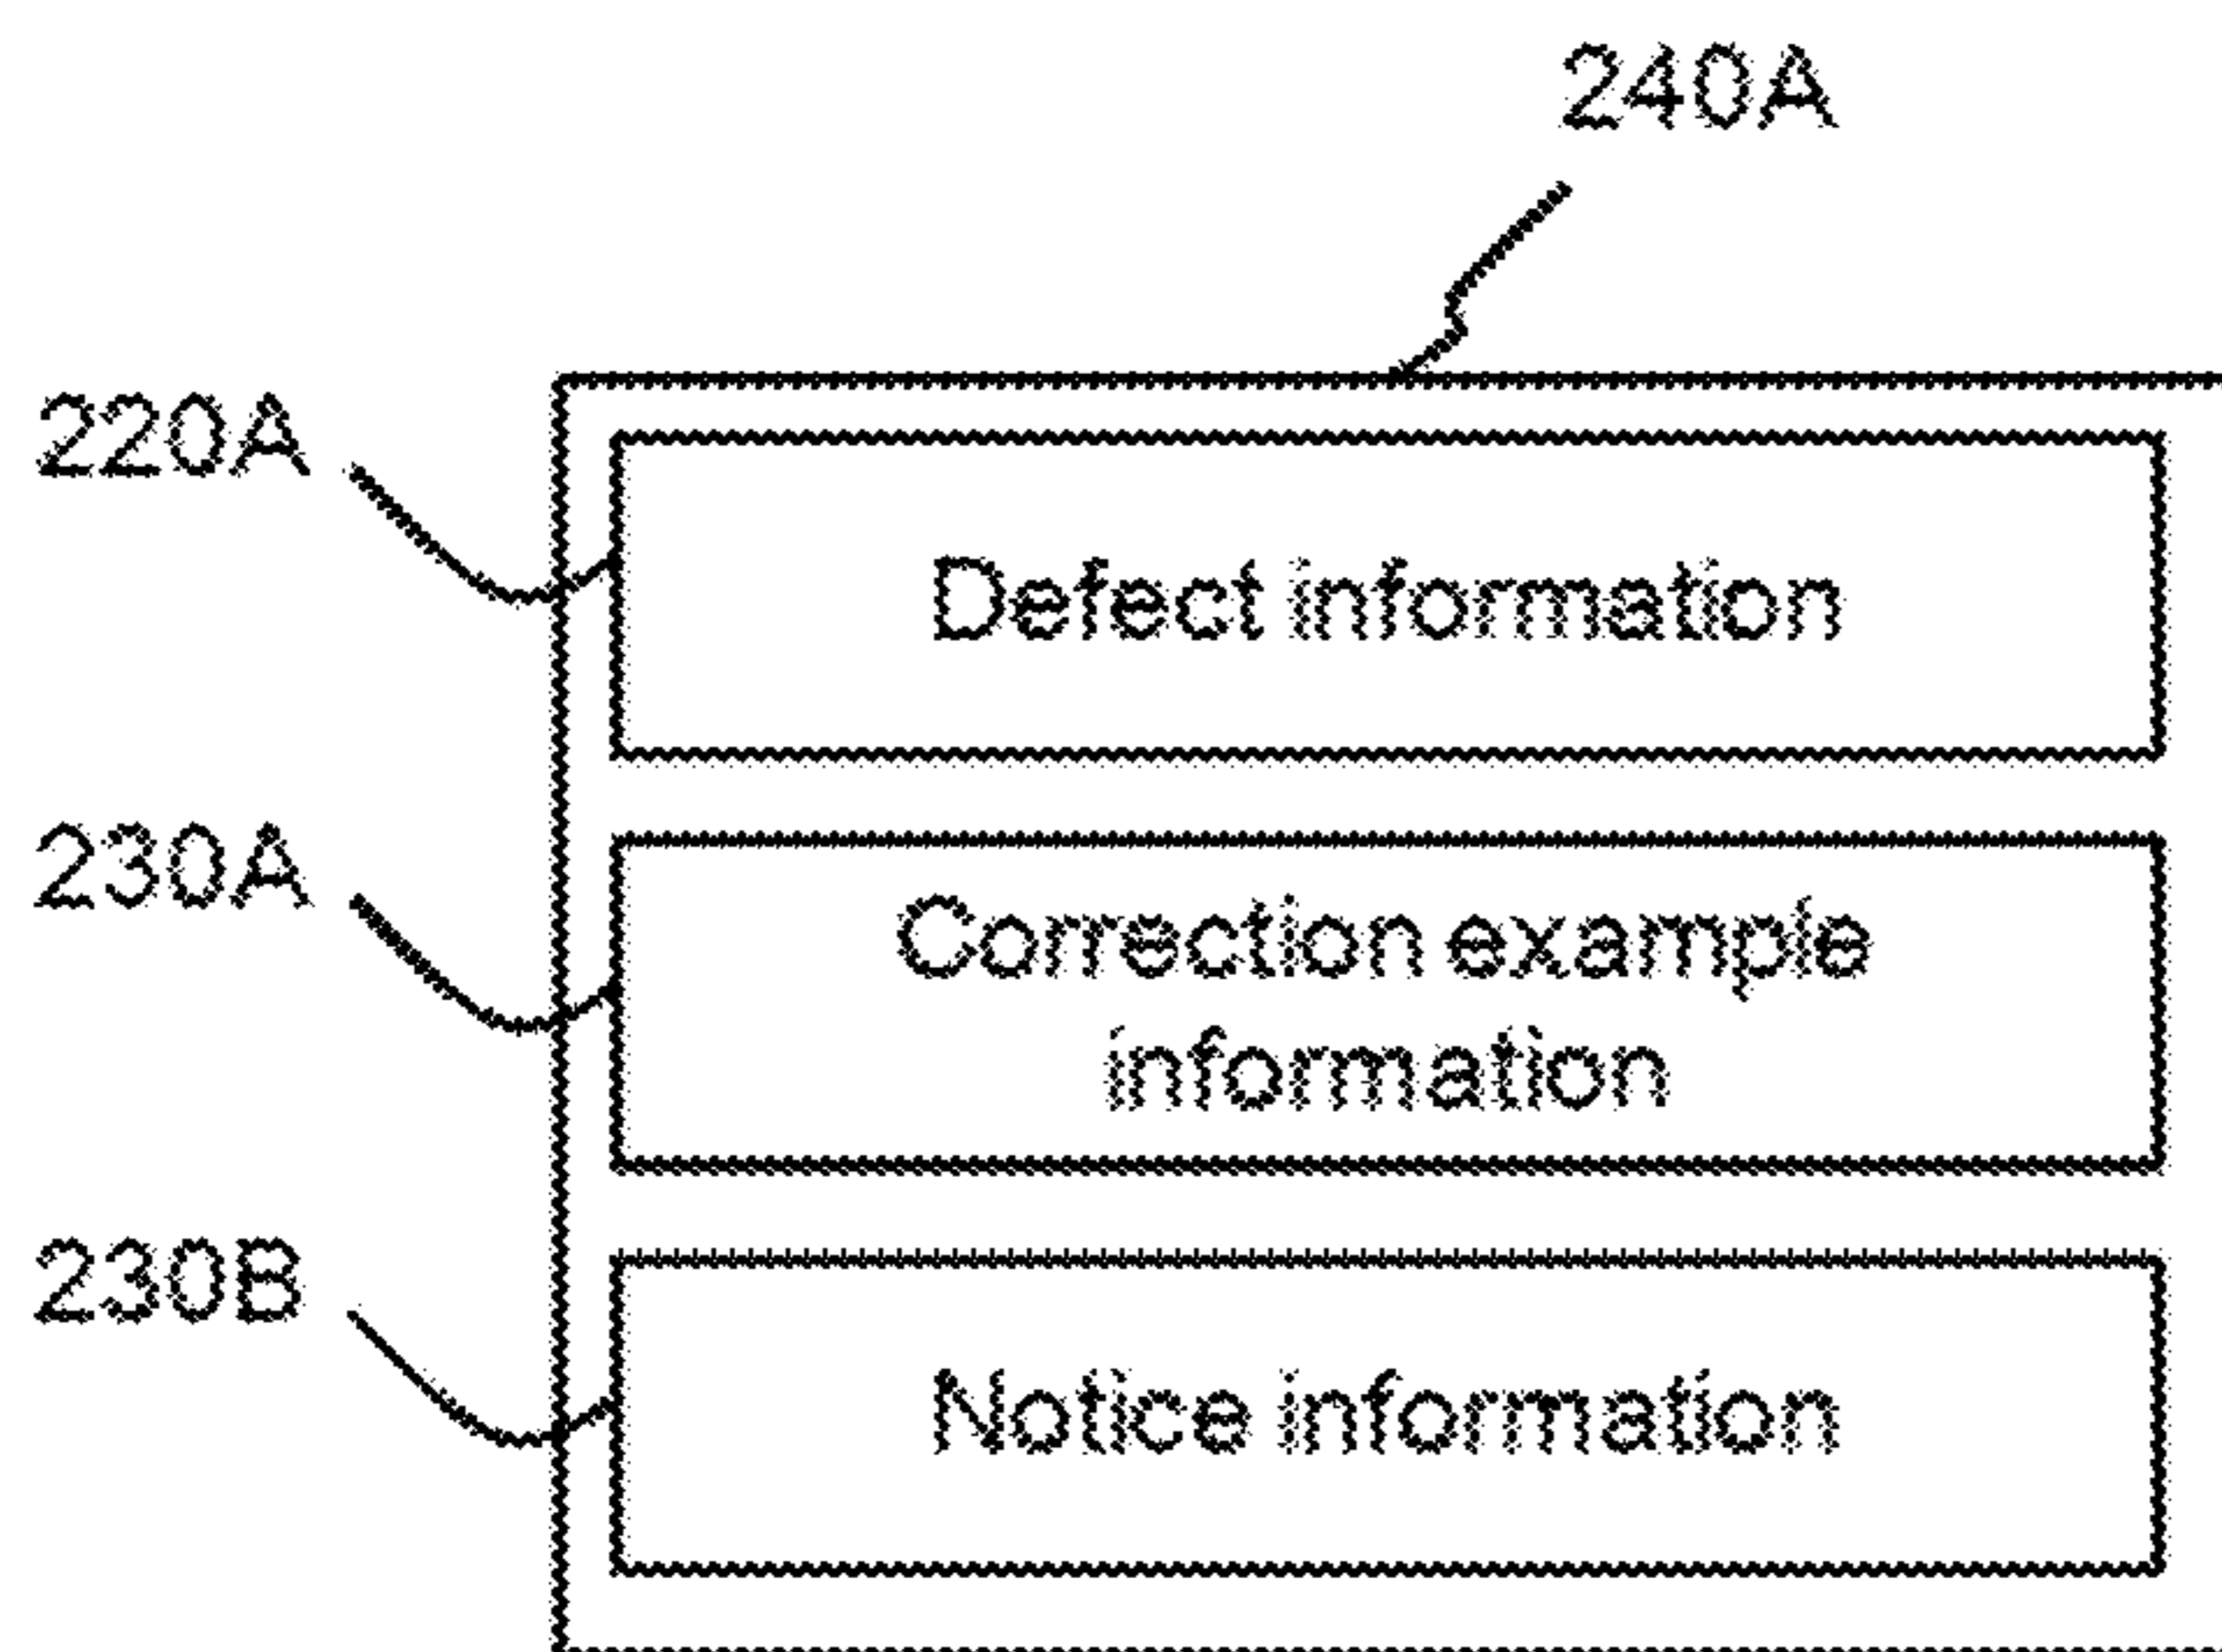 240A
220A
Defect information
230A
Correction example
information
230B
Notice information